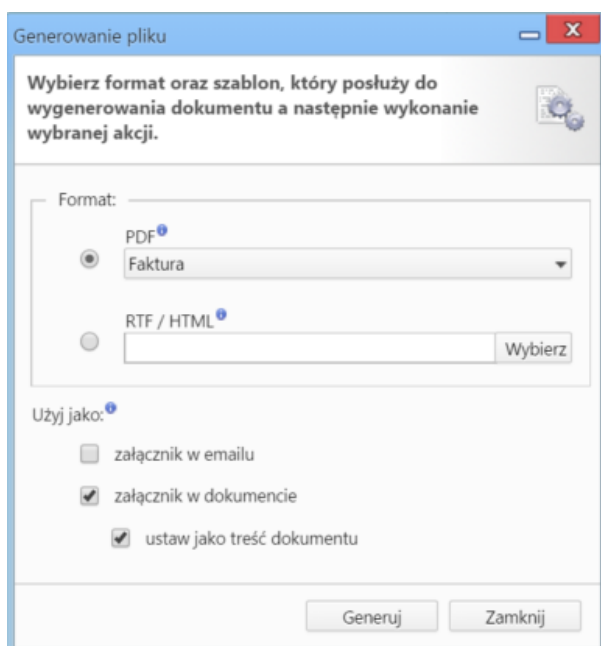 Generowanie pliku
Wybierz format oraz szablon, który posłuży do
wygenerowania dokumentu a następnie wykonanie
wybranej akcji.
Format:
PDF
Faktura
RTF / HTML
Wybierz
Użyj jako:
załącznik w emailu
załącznik w dokumencie
ustaw jako treść dokumentu
Generuj Zamknij